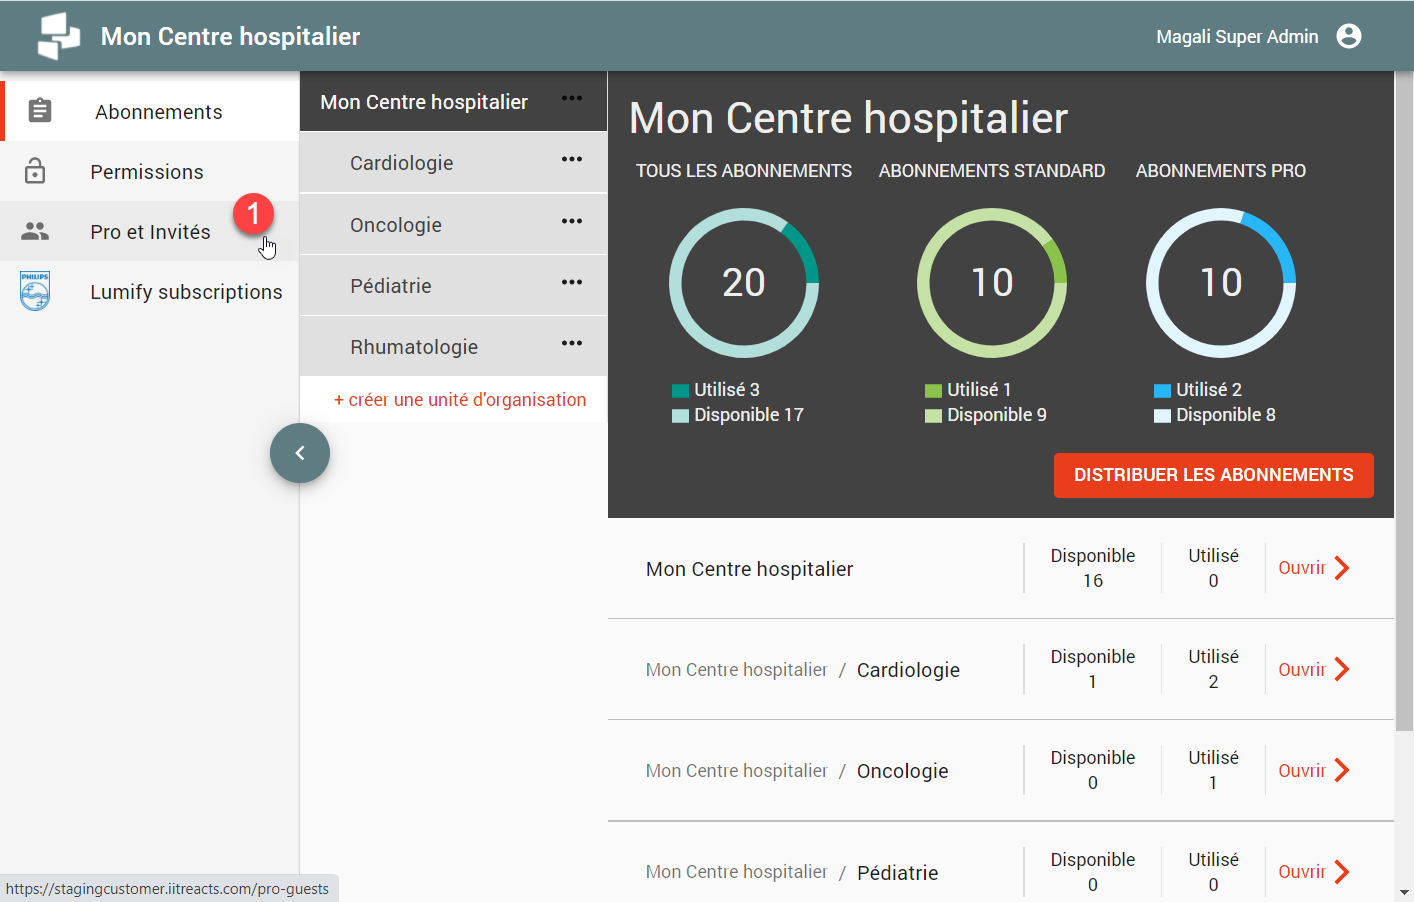 Mon Centre hospitalier
Magali Super Admin
Abonnements
Permissions
Pro et Invités
1
PHILIPS
Lumify subscriptions
Mon Centre hospitalier
Cardiologie
Oncologie
Pédiatrie
Rhumatologie
+ créer une unité d'organisation
Mon Centre hospitalier
TOUS LES ABONNEMENTS
20
Utilisé 3
Disponible 17
ABONNEMENTS STANDARD
10
Utilisé 1
Disponible 9
ABONNEMENTS PRO
10
Utilisé 2
Disponible 8
DISTRIBUER LES ABONNEMENTS
Mon Centre hospitalier
Disponible
16
Utilisé
0
Ouvrir
Mon Centre hospitalier / Cardiologie
Disponible
1
Utilisé
2
Ouvrir
Mon Centre hospitalier / Oncologie
Disponible
0
Utilisé
1
Ouvrir
Mon Centre hospitalier / Pédiatrie
Disponible
0
Utilisé
0
Ouvrir
https://stagingcustomer.iitreacts.com/pro-guests